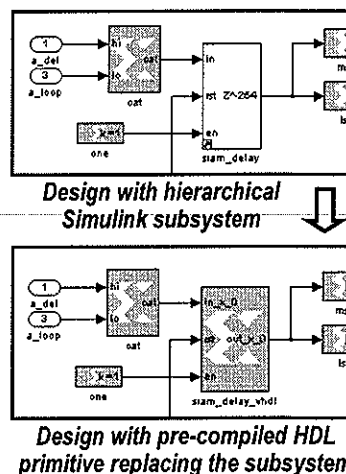 1
a_del
3
a_loop
hi
lo
cat
cat
k=1
one
in
rst
en
siam_delay
Design with hierarchical
Simulink subsystem
1
a_del
3
a_loop
hi
lo
cat
cat
k=1
one
in_x_0
out_x_0
en
siam_delay_vhdl
Design with pre-compiled HDL
primitive replacing the subsystem